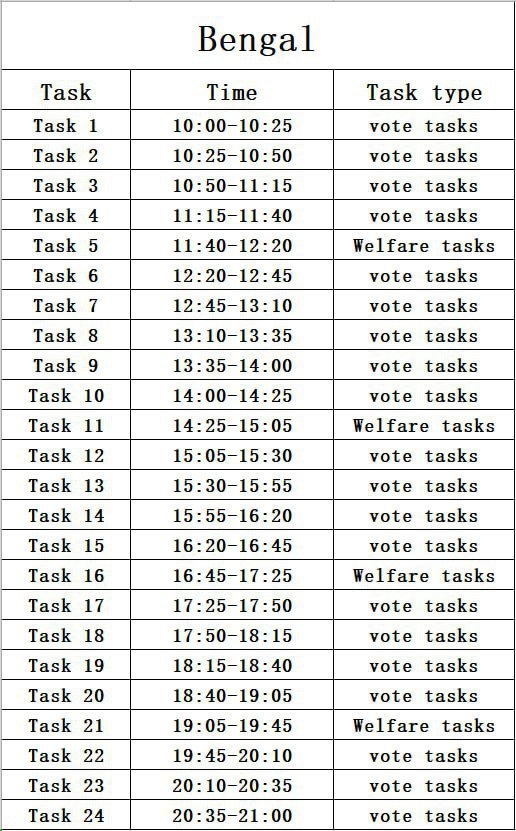 Bengal
Task Time Task type
Task 1 10:00-10:25 vote tasks
Task 2 10:25-10:50 vote tasks
Task 3 10:50-11:15 vote tasks
Task 4 11:15-11:40 vote tasks
Task 5 11:40-12:20 Welfare tasks
Task 6 12:20-12:45 vote tasks
Task 7 12:45-13:10 vote tasks
Task 8 13:10-13:35 vote tasks
Task 9 13:35-14:00 vote tasks
Task 10 14:00-14:25 vote tasks
Task 11 14:25-15:05 Welfare tasks
Task 12 15:05-15:30 vote tasks
Task 13 15:30-15:55 vote tasks
Task 14 15:55-16:20 vote tasks
Task 15 16:20-16:45 vote tasks
Task 16 16:45-17:25 Welfare tasks
Task 17 17:25-17:50 vote tasks
Task 18 17:50-18:15 vote tasks
Task 19 18:15-18:40 vote tasks
Task 20 18:40-19:05 vote tasks
Task 21 19:05-19:45 Welfare tasks
Task 22 19:45-20:10 vote tasks
Task 23 20:10-20:35 vote tasks
Task 24 20:35-21:00 vote tasks